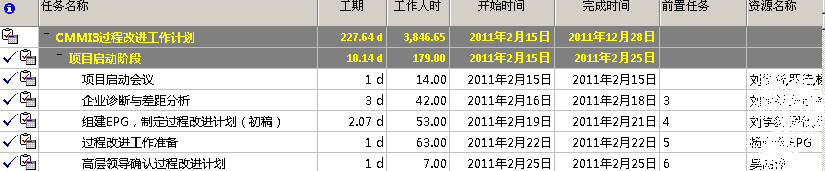 任务名称 工期 工作人时 开始时间 完成时间 前置任务 资源名称
CMMI3过程改进工作计划 227.64 d 3,846.65 2011年2月15日 2011年12月28日
项目启动阶段 10.14 d 179.00 2011年2月15日 2011年2月25日
项目启动会议 1 d 14.00 2011年2月15日 2011年2月15日
企业诊断与差距分析 3 d 42.00 2011年2月16日 2011年2月18日 3
组建EPG，制定过程改进计划（初稿） 2.07 d 53.00 2011年2月19日 2011年2月21日 4
过程改进工作准备 1 d 63.00 2011年2月22日 2011年2月22日 5 EPG
高层领导确认过程改进计划 1 d 7.00 2011年2月25日 2011年2月25日 6